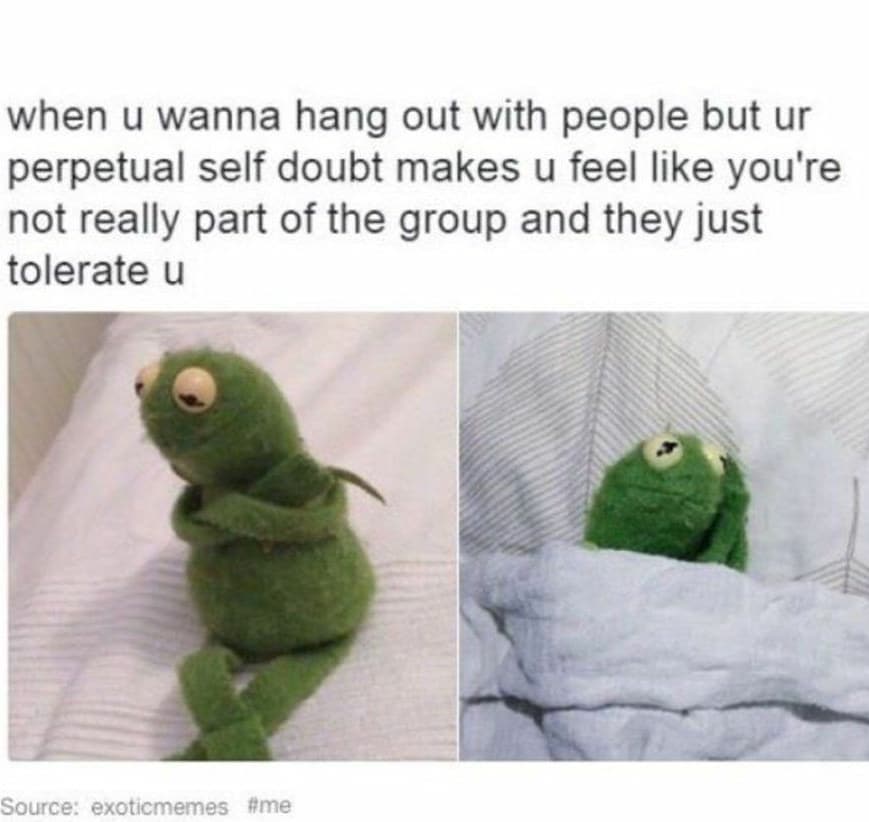 when u wanna hang out with people but ur
perpetual self doubt makes u feel like you're
not really part of the group and they just
tolerate u
Source: exoticmemes #me